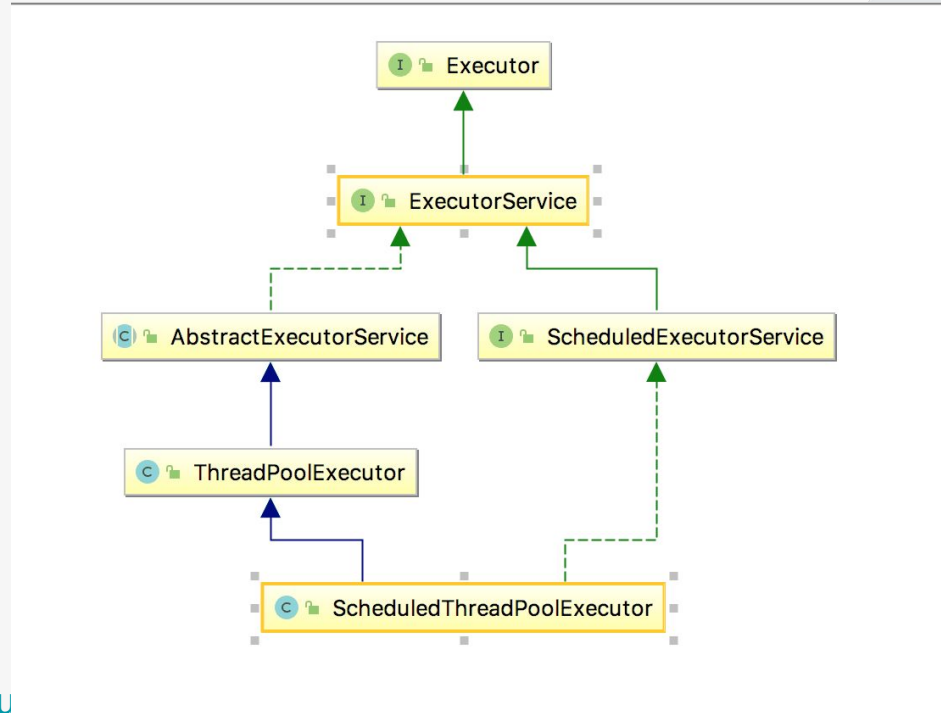 I Executor
I ExecutorService
C AbstractExecutorService
I ScheduledExecutorService
C ThreadPoolExecutor
C ScheduledThreadPoolExecutor
U